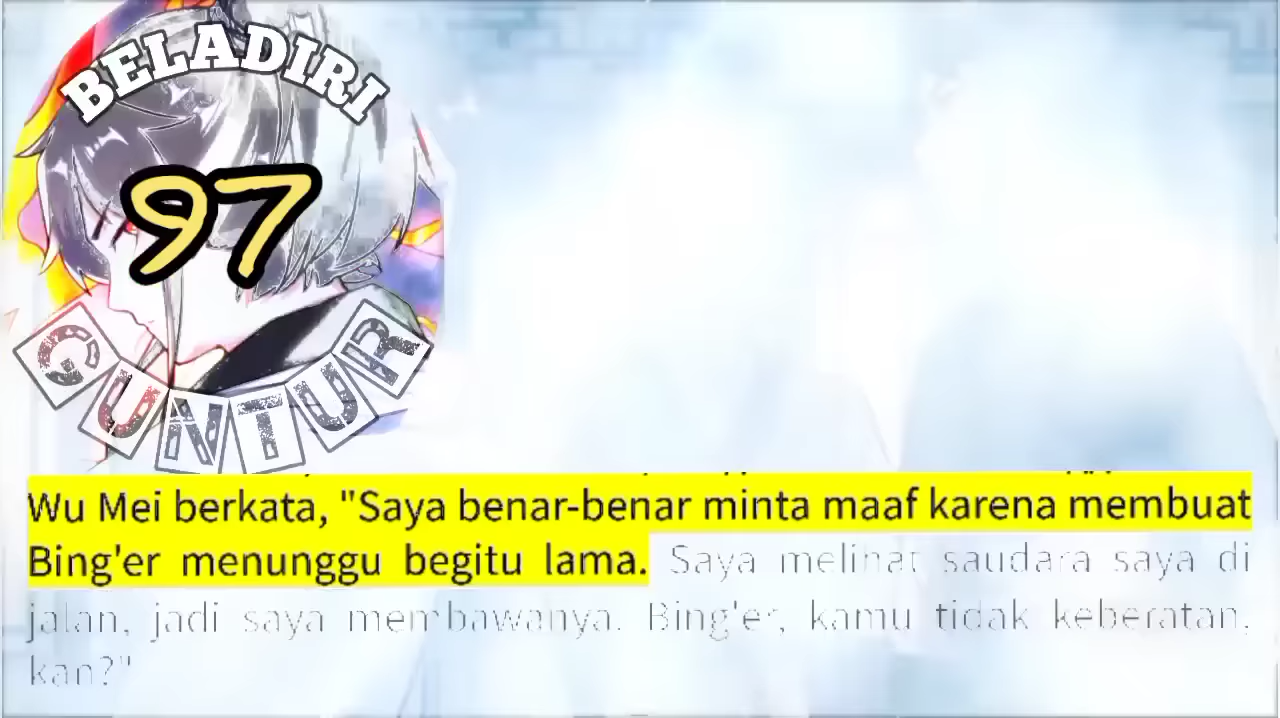 BELADIRI
97
GUNTUR
Wu Mei berkata, "Saya benar-benar minta maaf karena membuat
Bing'er menunggu begitu lama. Saya melihat saudara saya di
jalan, jadi saya membawanya. Bing'er, kamu tidak keberatan,
kan?"